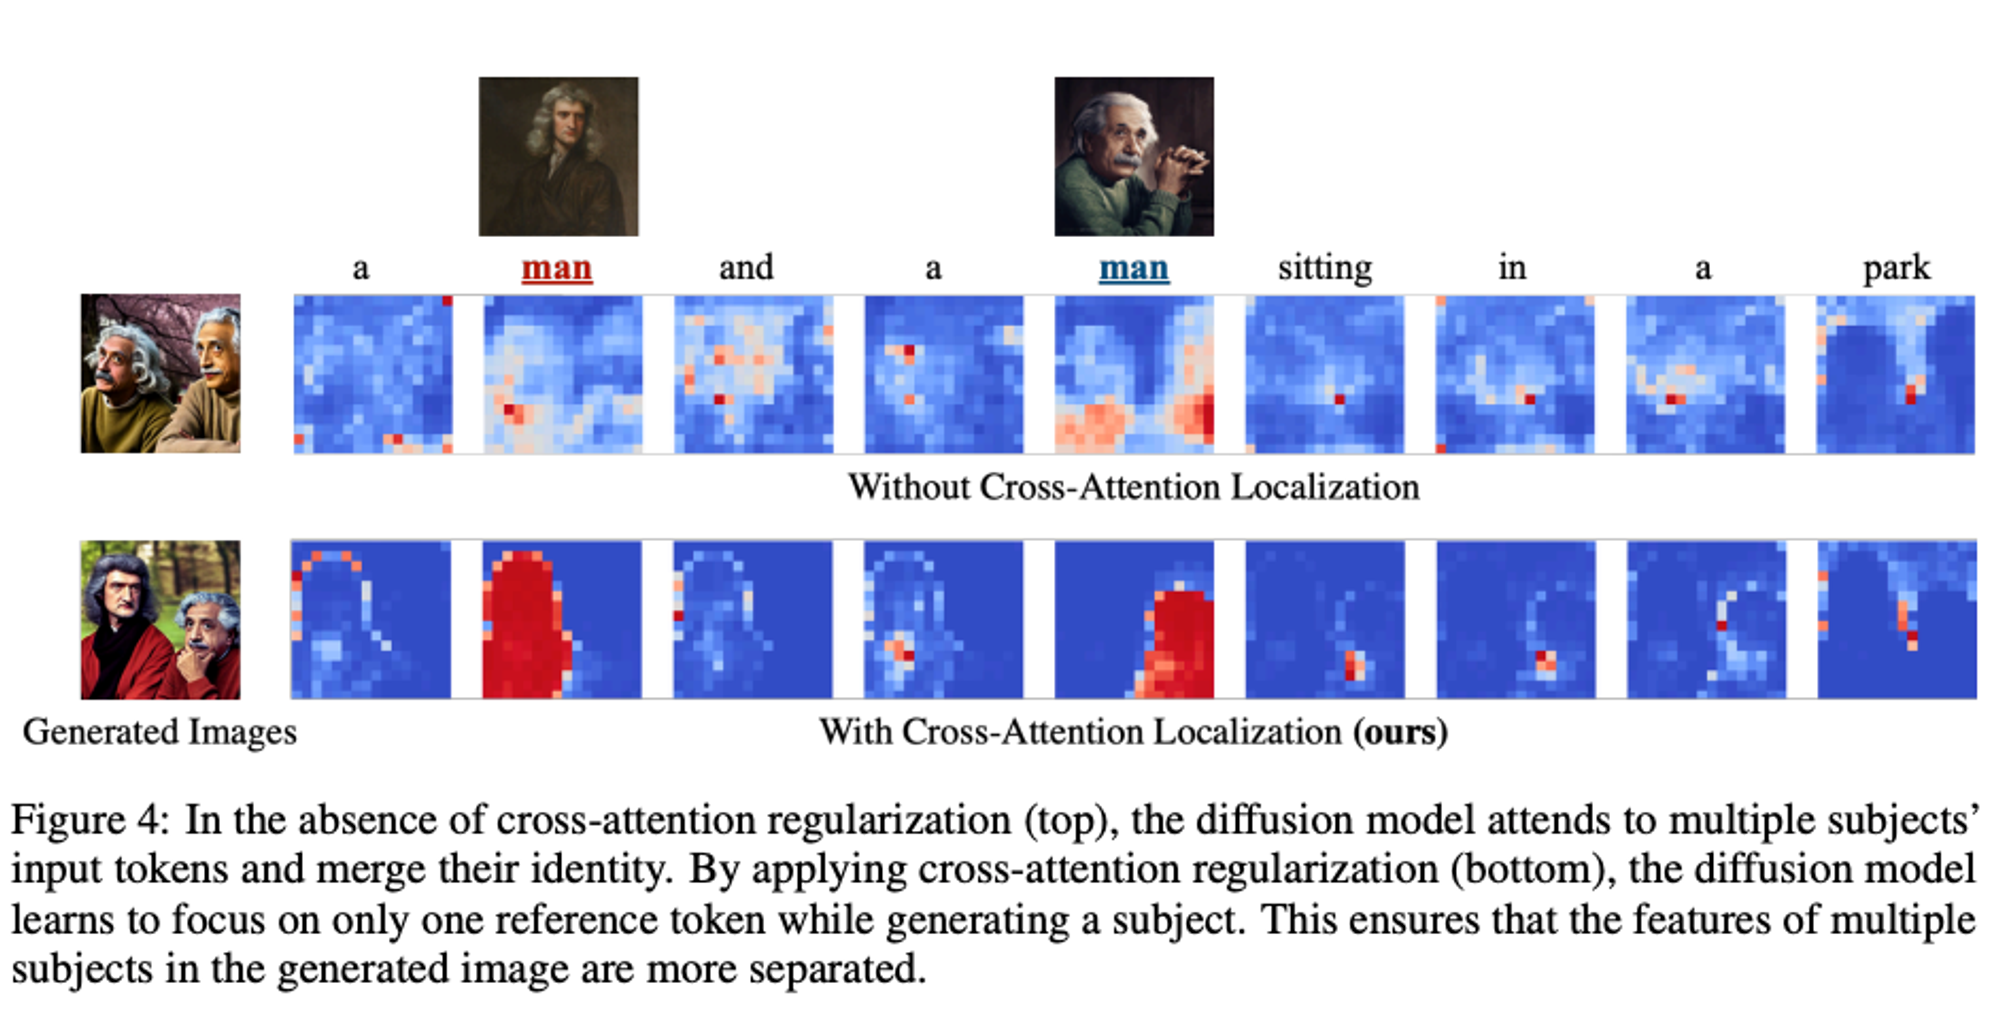 a man and a man sitting in a park
Without Cross-Attention Localization
Generated Images With Cross-Attention Localization (ours)
Figure 4: In the absence of cross-attention regularization (top), the diffusion model attends to multiple subjects’
input tokens and merge their identity. By applying cross-attention regularization (bottom), the diffusion model
learns to focus on only one reference token while generating a subject. This ensures that the features of multiple
subjects in the generated image are more separated.